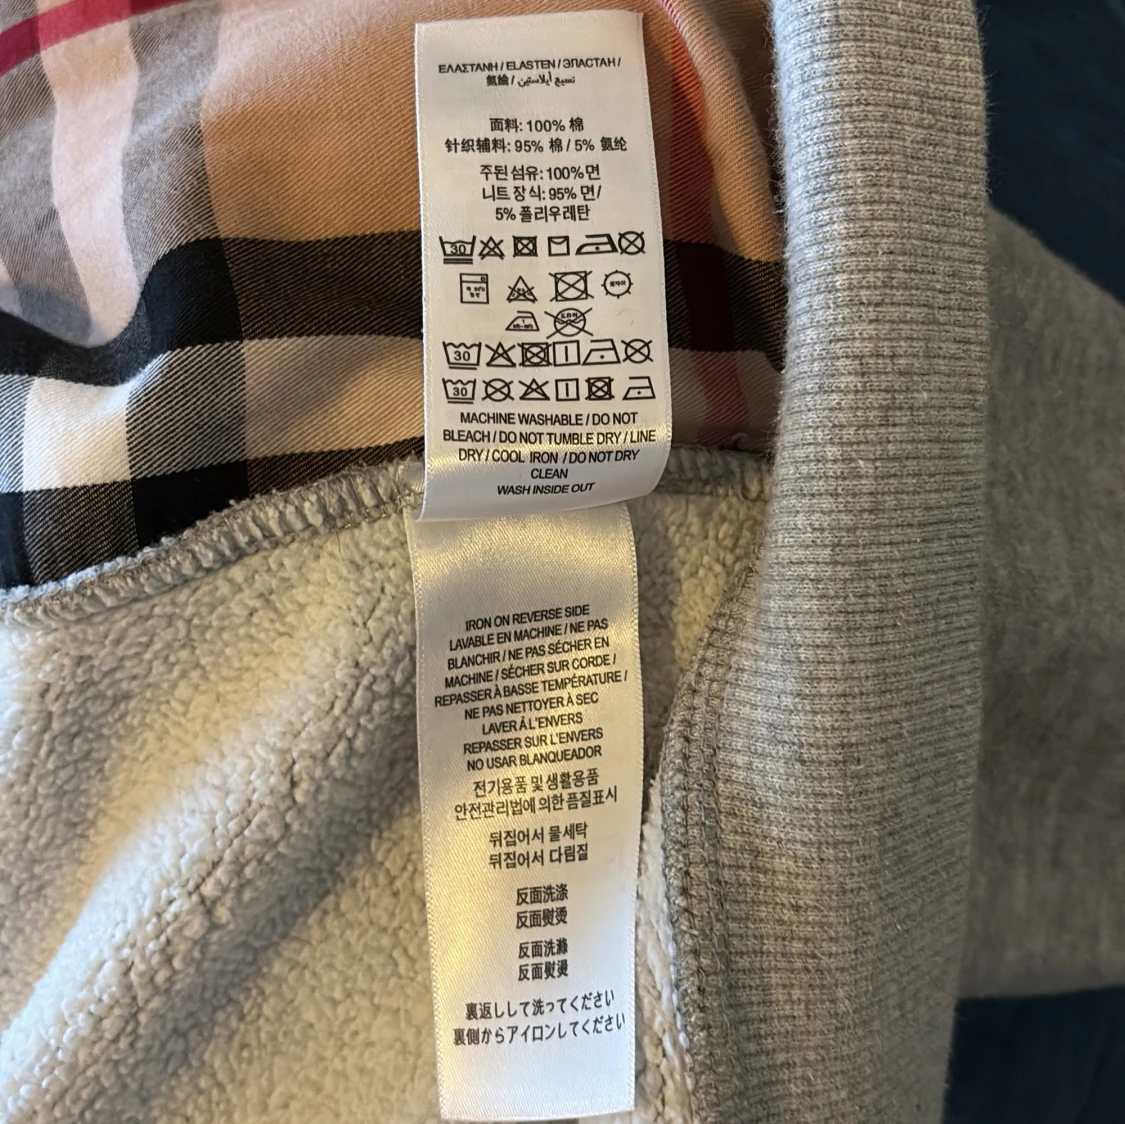 ΕΛΑΣΤΑΝΗ / ELASTEN / ЭПАСТАН /
氨綸 / نسيج أيلاستين
面料: 100% 棉
针织辅料: 95% 棉 / 5% 氨纶
주된 섬유: 100% 면
니트 장식: 95% 면/
5% 폴리우레탄
30
30
30
MACHINE WASHABLE / DO NOT
BLEACH / DO NOT TUMBLE DRY / LINE
DRY / COOL IRON / DO NOT DRY
CLEAN
WASH INSIDE OUT
IRON ON REVERSE SIDE
LAVABLE EN MACHINE / NE PAS
BLANCHIR / NE PAS SÉCHER EN
MACHINE / SÉCHER SUR CORDE /
REPASSER À BASSE TEMPÉRATURE /
NE PAS NETTOYER À SEC
LAVER À L'ENVERS
REPASSER SUR L'ENVERS
NO USAR BLANQUEADOR
전기용품 및 생활용품
안전관리법에 의한 품질표시
뒤집어서 물세탁
뒤집어서 다림질
反面洗涤
反面熨烫
反面洗滌
反面熨燙
裏返しして洗ってください
裏側からアイロンしてください